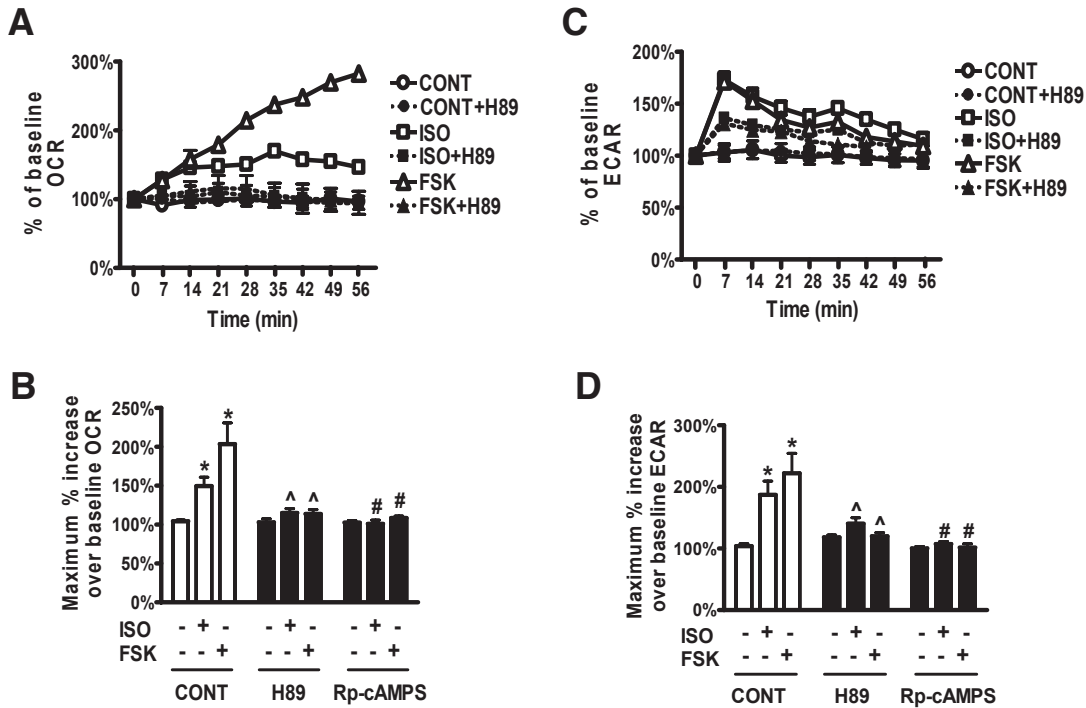 A
300%
200%
100%
0%
% of baseline
OCR
0 7 14 21 28 35 42 49 56
Time (min)
CONT
CONT+H89
ISO
ISO+H89
FSK
FSK+H89
C
200%
150%
100%
50%
0%
% of baseline
ECAR
0 7 14 21 28 35 42 49 56
Time (min)
CONT
CONT+H89
ISO
ISO+H89
FSK
FSK+H89
B
Maximum % increase
over baseline OCR
250%
200%
150%
100%
50%
0%
* * ^ ^ # #
ISO - + - - + - - + -
FSK - - + - - + - - +
CONT H89 Rp-cAMPS
D
Maximum % increase
over baseline ECAR
300%
200%
100%
0%
* * ^ ^ # #
ISO - + - - + - - + -
FSK - - + - - + - - +
CONT H89 Rp-cAMPS